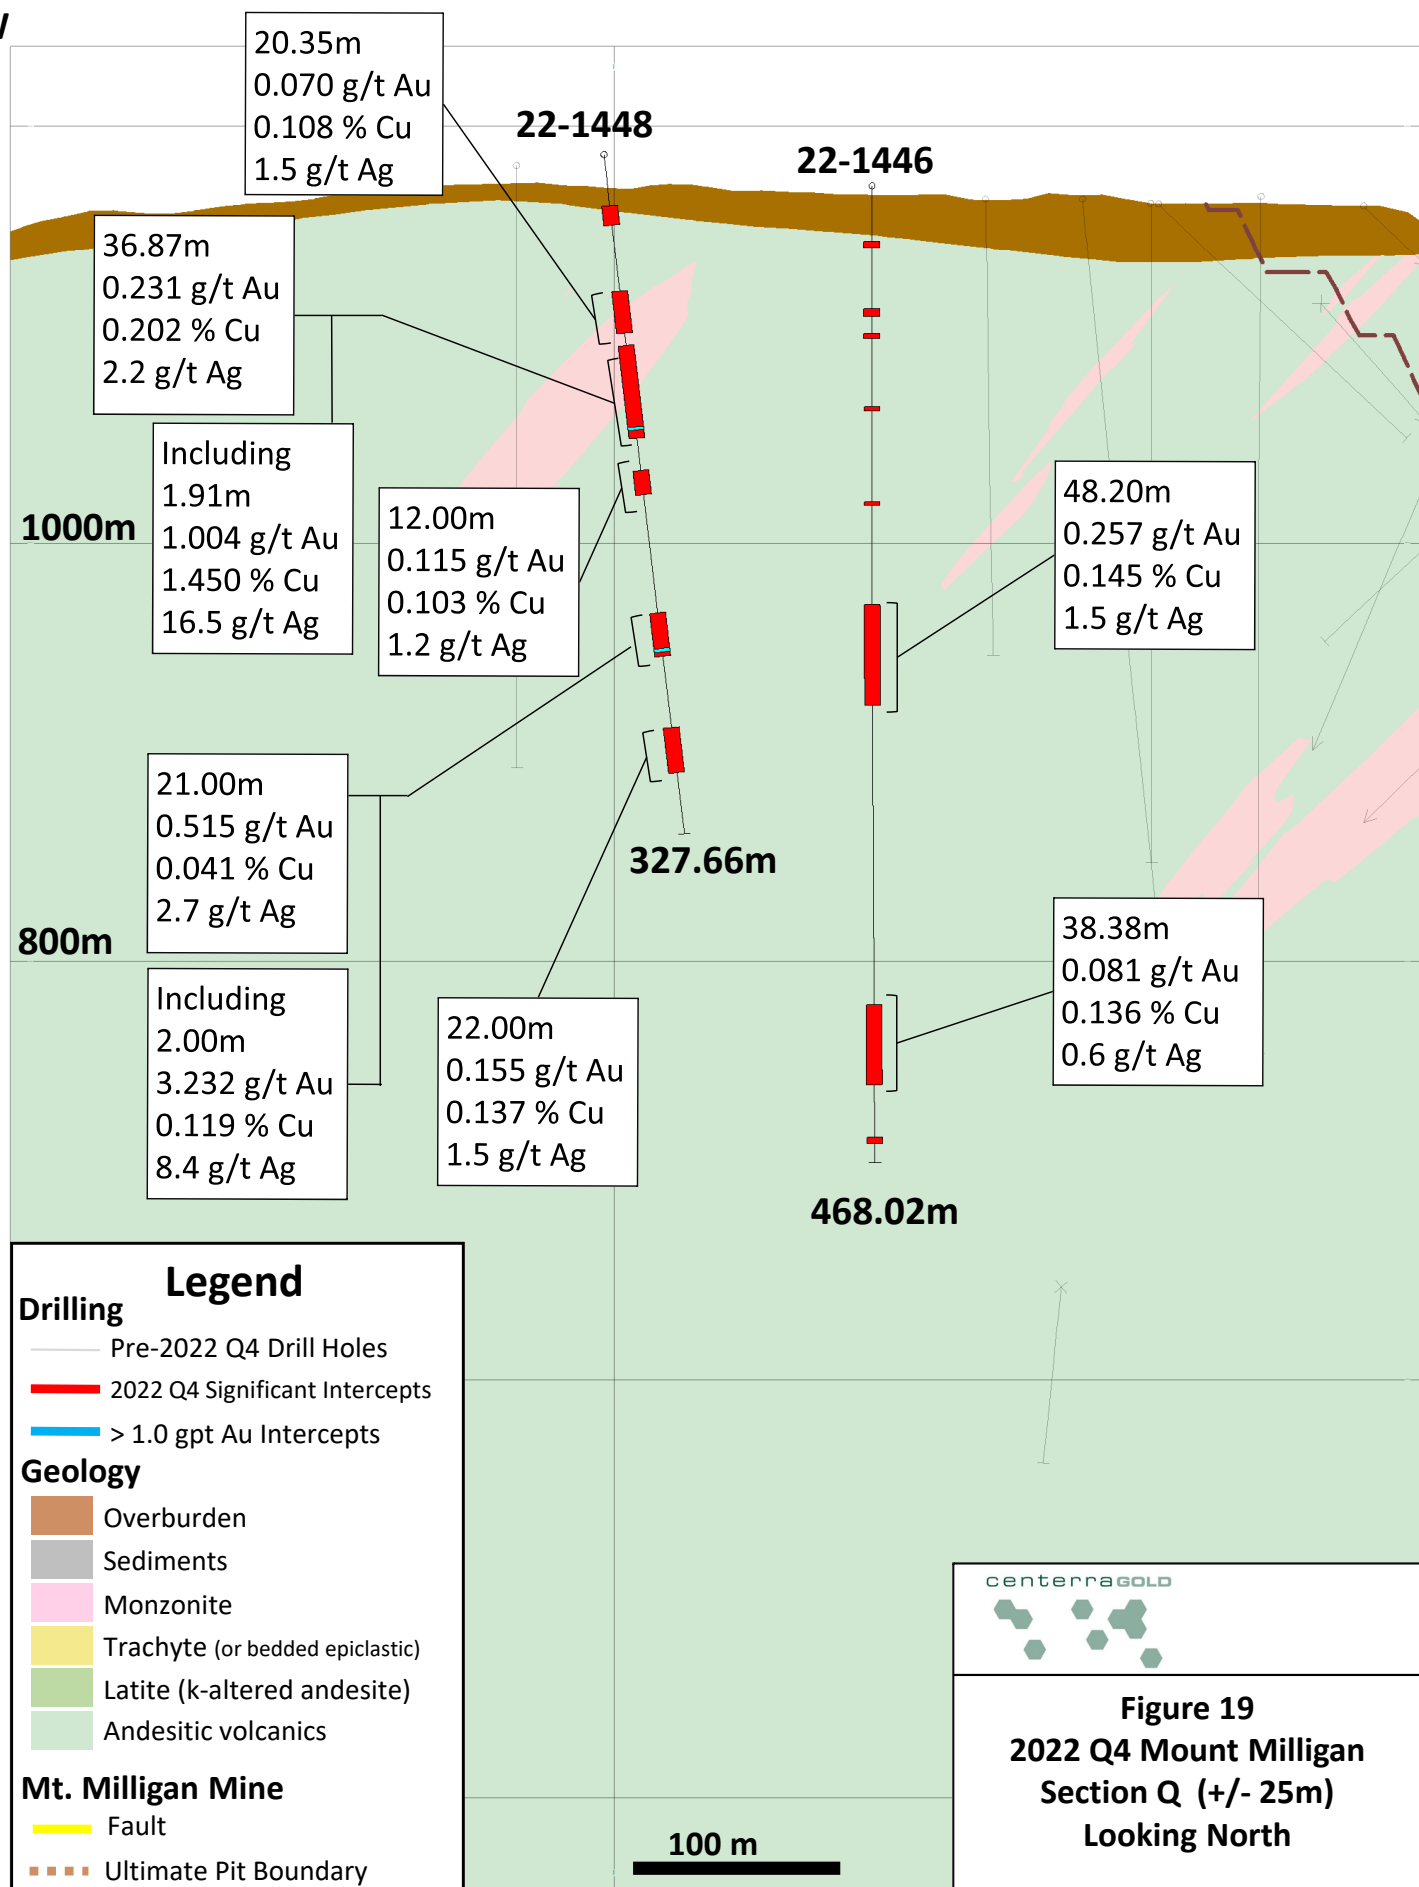 20.35m
0.070 g/t Au
0.108 % Cu
1.5 g/t Ag
22-1448
22-1446
36.87m
0.231 g/t Au
0.202 % Cu
2.2 g/t Ag
Including
1.91m
1.004 g/t Au
1.450 % Cu
16.5 g/t Ag
1000m
12.00m
0.115 g/t Au
0.103 % Cu
1.2 g/t Ag
48.20m
0.257 g/t Au
0.145 % Cu
1.5 g/t Ag
21.00m
0.515 g/t Au
0.041 % Cu
2.7 g/t Ag
327.66m
800m
Including
2.00m
3.232 g/t Au
0.119 % Cu
8.4 g/t Ag
22.00m
0.155 g/t Au
0.137 % Cu
1.5 g/t Ag
38.38m
0.081 g/t Au
0.136 % Cu
0.6 g/t Ag
468.02m
Legend
Drilling
Pre-2022 Q4 Drill Holes
2022 Q4 Significant Intercepts
> 1.0 gpt Au Intercepts
Geology
Overburden
Sediments
Monzonite
Trachyte (or bedded epiclastic)
Latite (k-altered andesite)
Andesitic volcanics
Mt. Milligan Mine
Fault
Ultimate Pit Boundary
100 m
centerraGOLD
Figure 19
2022 Q4 Mount Milligan
Section Q (+/- 25m)
Looking North